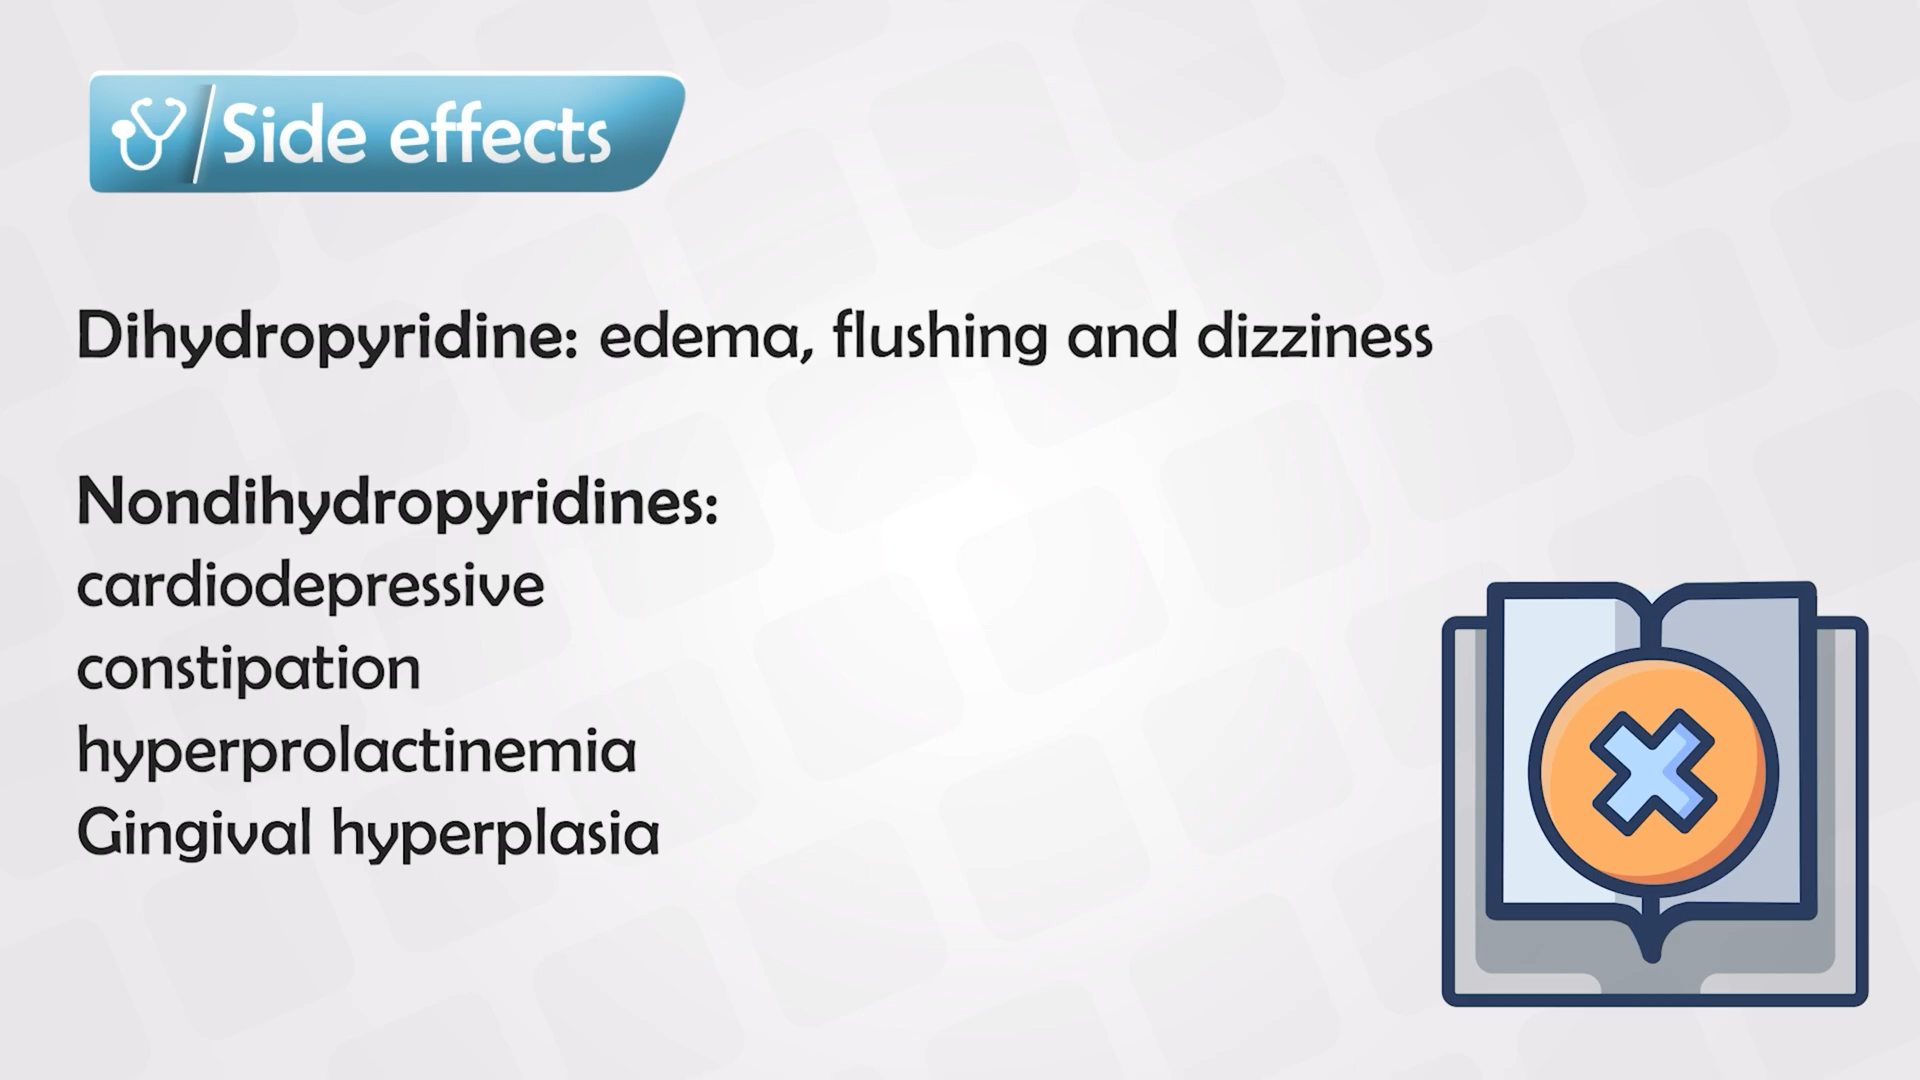 Side effects
Dihydropyridine: edema, flushing and dizziness
Nondihydropyridines:
cardiodepressive
constipation
hyperprolactinemia
Gingival hyperplasia